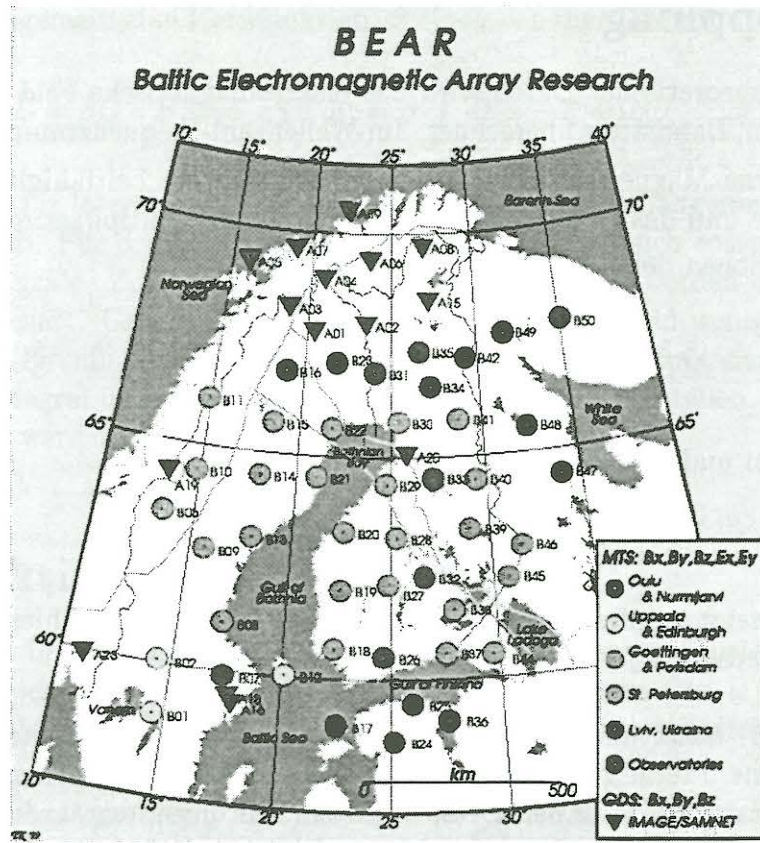 BEAR
Baltic Electromagnetic Array Research
10° 15° 20° 25° 30° 35° 40°
70° 70°
Barents Sea
A09
A05 A07 A06 A08
Norwegian
Sea
A04
A03 A15
A01 A02 B49 B50
B16 B23 B31 B35 B42
B34
B11 White
Sea
B15 B22 B30 B41 B48
65° 65°
Bothnian
Bay
A20
A19 B10 B14 B21 B29 B33 B40 B47
B06
B09 B13 B20 B28 B39 B46
Gulf of
Bothnia
B19 B27 B32 B45
B08 B38
Lake
Ladoga
60°
B02 B18 B26 B37 B44
B07
Gulf of Finland
A18
A16
Vanern B01
Baltic Sea
B17 B25 B36
B24
0 500
km
10° 15 20 25 30
MTS: Bx,By,Bz,Ex,Ey
Oulu
& Nurmijarvi
Uppsala
& Edinburgh
Goettingen
& Potsdam
St. Petersburg
Lviv, Ukraina
Observatories
GDS: Bx,By,Bz
IMAGE/SAMNET